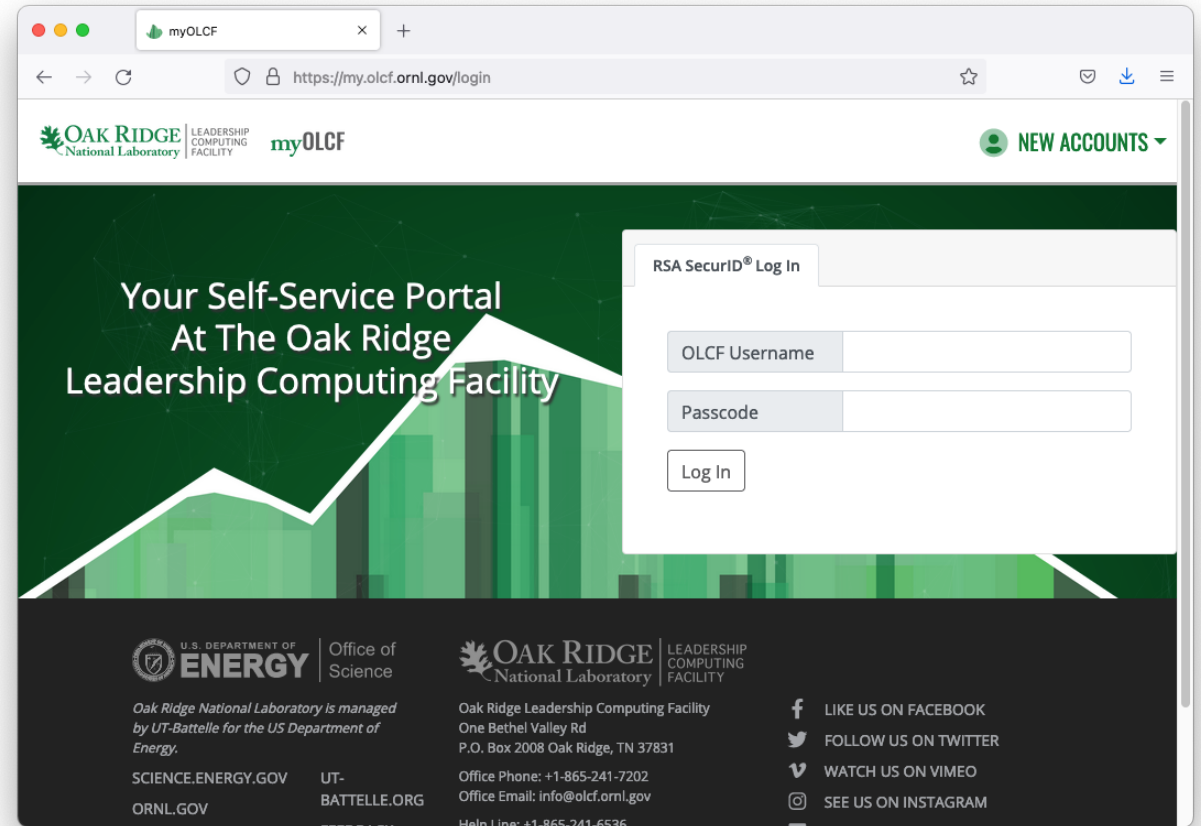 myOLCF
https://my.olcf.ornl.gov/login
OAK RIDGE
National Laboratory
LEADERSHIP
COMPUTING
FACILITY
myOLCF
NEW ACCOUNTS
Your Self-Service Portal
At The Oak Ridge
Leadership Computing Facility
RSA SecurID® Log In
OLCF Username
Passcode
Log In
U.S. DEPARTMENT OF
ENERGY
Office of
Science
Oak Ridge National Laboratory is managed
by UT-Battelle for the US Department of
Energy.
SCIENCE.ENERGY.GOV
ORNL.GOV
UT-
BATTELLE.ORG
OAK RIDGE
National Laboratory
LEADERSHIP
COMPUTING
FACILITY
Oak Ridge Leadership Computing Facility
One Bethel Valley Rd
P.O. Box 2008 Oak Ridge, TN 37831
Office Phone: +1-865-241-7202
Office Email: info@olcf.ornl.gov
Help Line: +1-865-241-6536
LIKE US ON FACEBOOK
FOLLOW US ON TWITTER
WATCH US ON VIMEO
SEE US ON INSTAGRAM